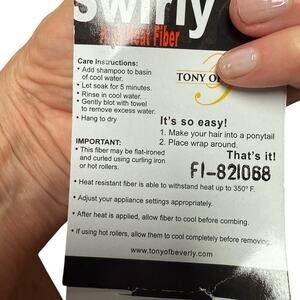 Swirly
Heat Fiber
Care Instructions:
• Add shampoo to basin
of cool water.
• Let soak for 5 minutes.
• Rinse in cool water.
• Gently blot with towel
to remove excess water.
• Hang to dry
TONY OF
It's so easy!
1. Make your hair into a ponytail
2. Place wrap around.
That's it!
IMPORTANT:
• This fiber may be flat-ironed
and curled using curling iron
or hot rollers.
FI-821068
• Heat resistant fiber is able to withstand heat up to 350° F.
• Adjust your appliance settings appropriately.
• After heat is applied, allow fiber to cool before combing.
• If using hot rollers, allow them to cool completely before removing.
www.tonyofbeverly.com